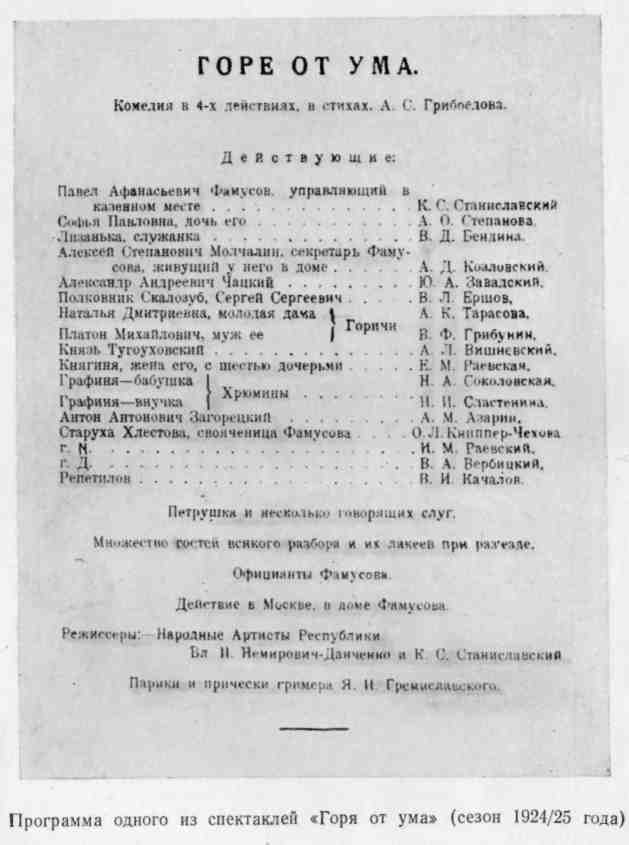 ГОРЕ ОТ УМА.
Комедия в 4-х действиях, в стихах, А. С. Грибоедова.
Действующие:
Павел Афанасьевич Фамусов, управляющий в
казенном месте . . . . . . . . . . . . К. С. Станиславский
Софья Павловна, дочь его . . . . . . . . . А. О. Степанова,
Лизанька, служанка . . . . . . . . . . . . В. Д. Бендина.
Алексей Степанович Молчалин, секретарь Фаму-
сова, живущий у него в доме . . . . . А. Д. Козловский.
Александр Андреевич Чацкий . . . . . . . Ю. А. Завадский,
Полковник Скалозуб, Сергей Сергеевич . . . . В. Л. Ершов,
Наталья Дмитриевна, молодая дама } Горичи А. К. Тарасова,
Платон Михайлович, муж ее В. Ф. Грибунин,
Князь Тугоуховский . . . . . . . . . . . . А. Л. Вишневский,
Княгиня, жена его, с шестью дочерьми . . . . Е. М. Раевская,
Графиня—бабушка } Хрюмины . . . . . . . Н. А. Соколовская,
Графиня—внучка Н. И. Сластенина,
Антон Антонович Загорецкий . . . . . . . . А. М. Азарин,
Старуха Хлестова, свояченица Фамусова . . . . О. Л. Книппер-Чехова
г. N. . . . . . . . . . . . . . . . . И. М. Раевский,
г. Д. . . . . . . . . . . . . . . . . В. А. Вербицкий,
Репетилов . . . . . . . . . . . . . . В. И. Качалов.
Петрушка и несколько говорящих слуг.
Множество гостей всякого разбора и их лакеев при раз'езде.
Официанты Фамусова.
Действие в Москве, в доме Фамусова.
Режиссеры:—Народные Артисты Республики
Вл. И. Немирович-Данченко и К. С. Станиславский
Парики и прически гримера Я. И. Гремиславского.
Программа одного из спектаклей «Горя от ума» (сезон 1924/25 года)